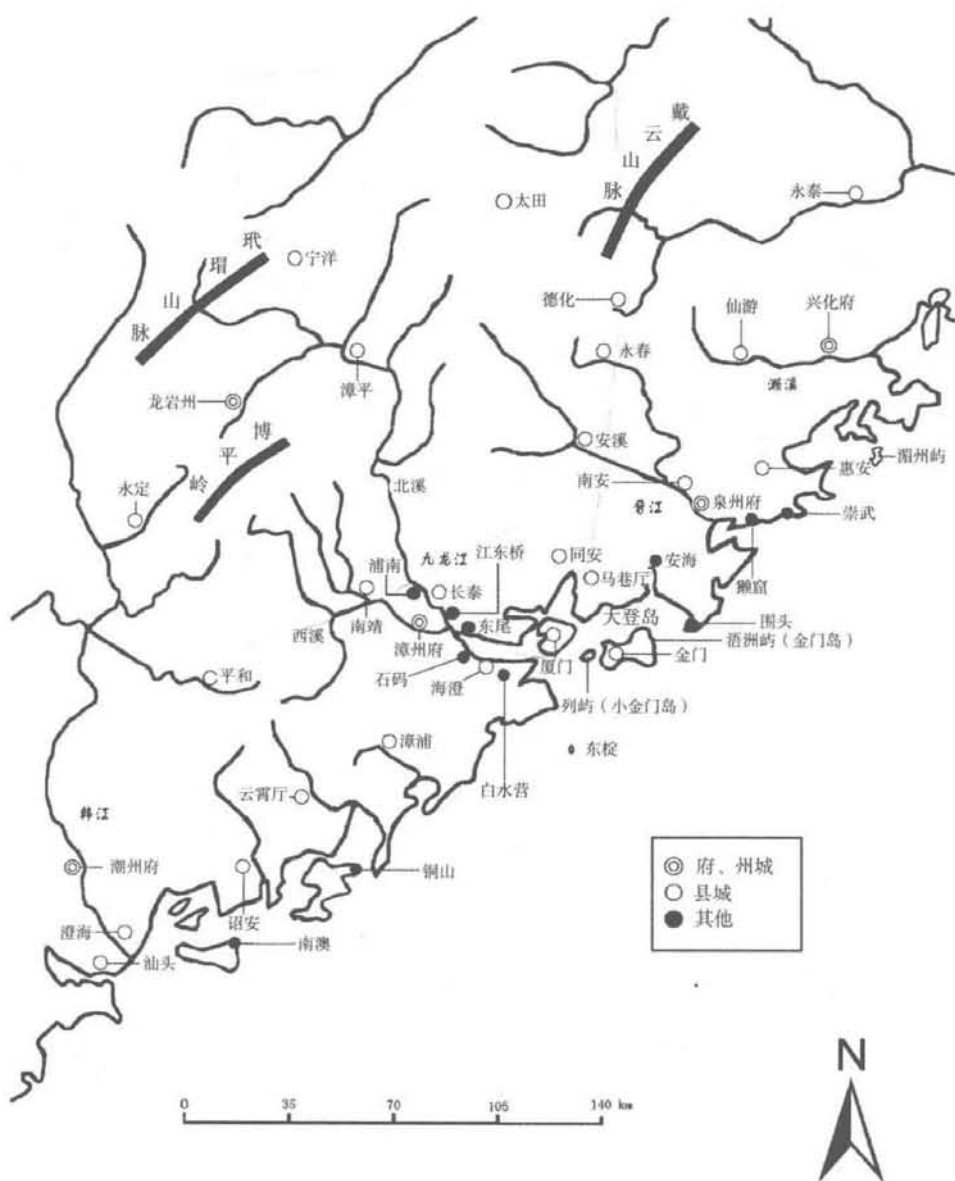 戴云山脉
永泰
太田
玳瑁山脉
宁洋
德化
仙游
兴化府
永春
漳平
濑溪
龙岩州
博平岭
安溪
惠安
湄州屿
北溪
南安
泉州府
永定
晋江
崇武
九龙江
江东桥
同安
安海
浦南
长泰
马巷厅
獭窟
大登岛
围头
西溪
南靖
漳州府
东尾
浯洲屿（金门岛）
石码
海澄
厦门
金门
平和
列屿（小金门岛）
漳浦
东椗
白水营
云霄厅
韩江
潮州府
铜山
府、州城
县城
其他
诏安
澄海
南澳
汕头
N
0 35 70 105 140 km